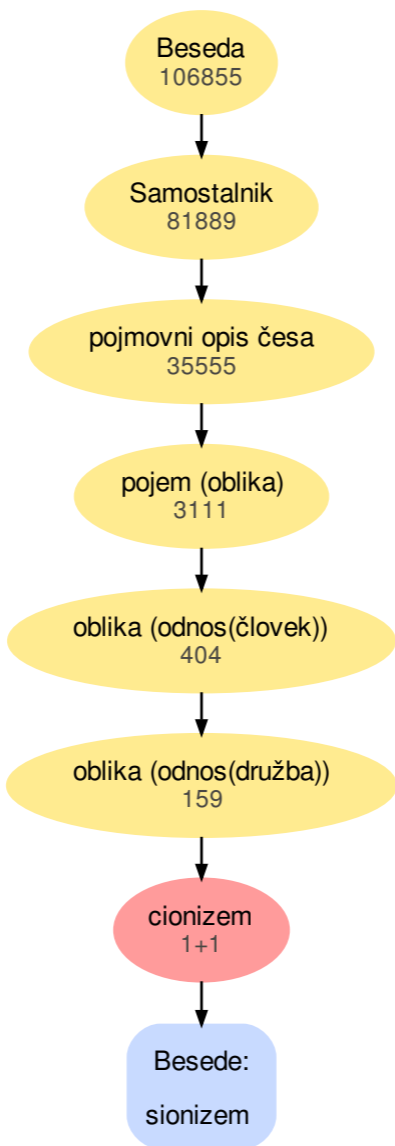 Beseda
106855
Samostalnik
81889
pojmovni opis česa
35555
pojem (oblika)
3111
oblika (odnos(človek))
404
oblika (odnos(družba))
159
cionizem
1+1
Besede:
sionizem